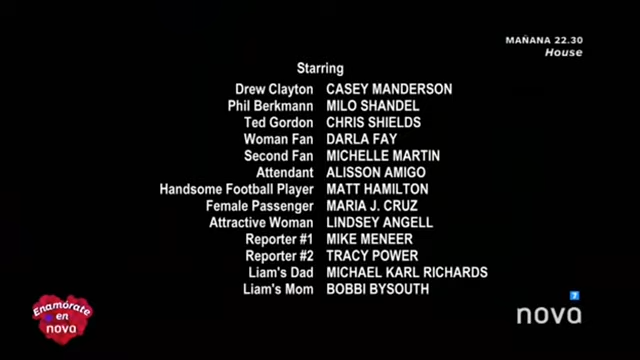 MAÑANA 22.30
House
Starring
Drew Clayton CASEY MANDERSON
Phil Berkmann MILO SHANDEL
Ted Gordon CHRIS SHIELDS
Woman Fan DARLA FAY
Second Fan MICHELLE MARTIN
Attendant ALISSON AMIGO
Handsome Football Player MATT HAMILTON
Female Passenger MARIA J. CRUZ
Attractive Woman LINDSEY ANGELL
Reporter #1 MIKE MENEER
Reporter #2 TRACY POWER
Liam's Dad MICHAEL KARL RICHARDS
Liam's Mom BOBBI BYSOUTH
Enamórate
en
nova
7
nova